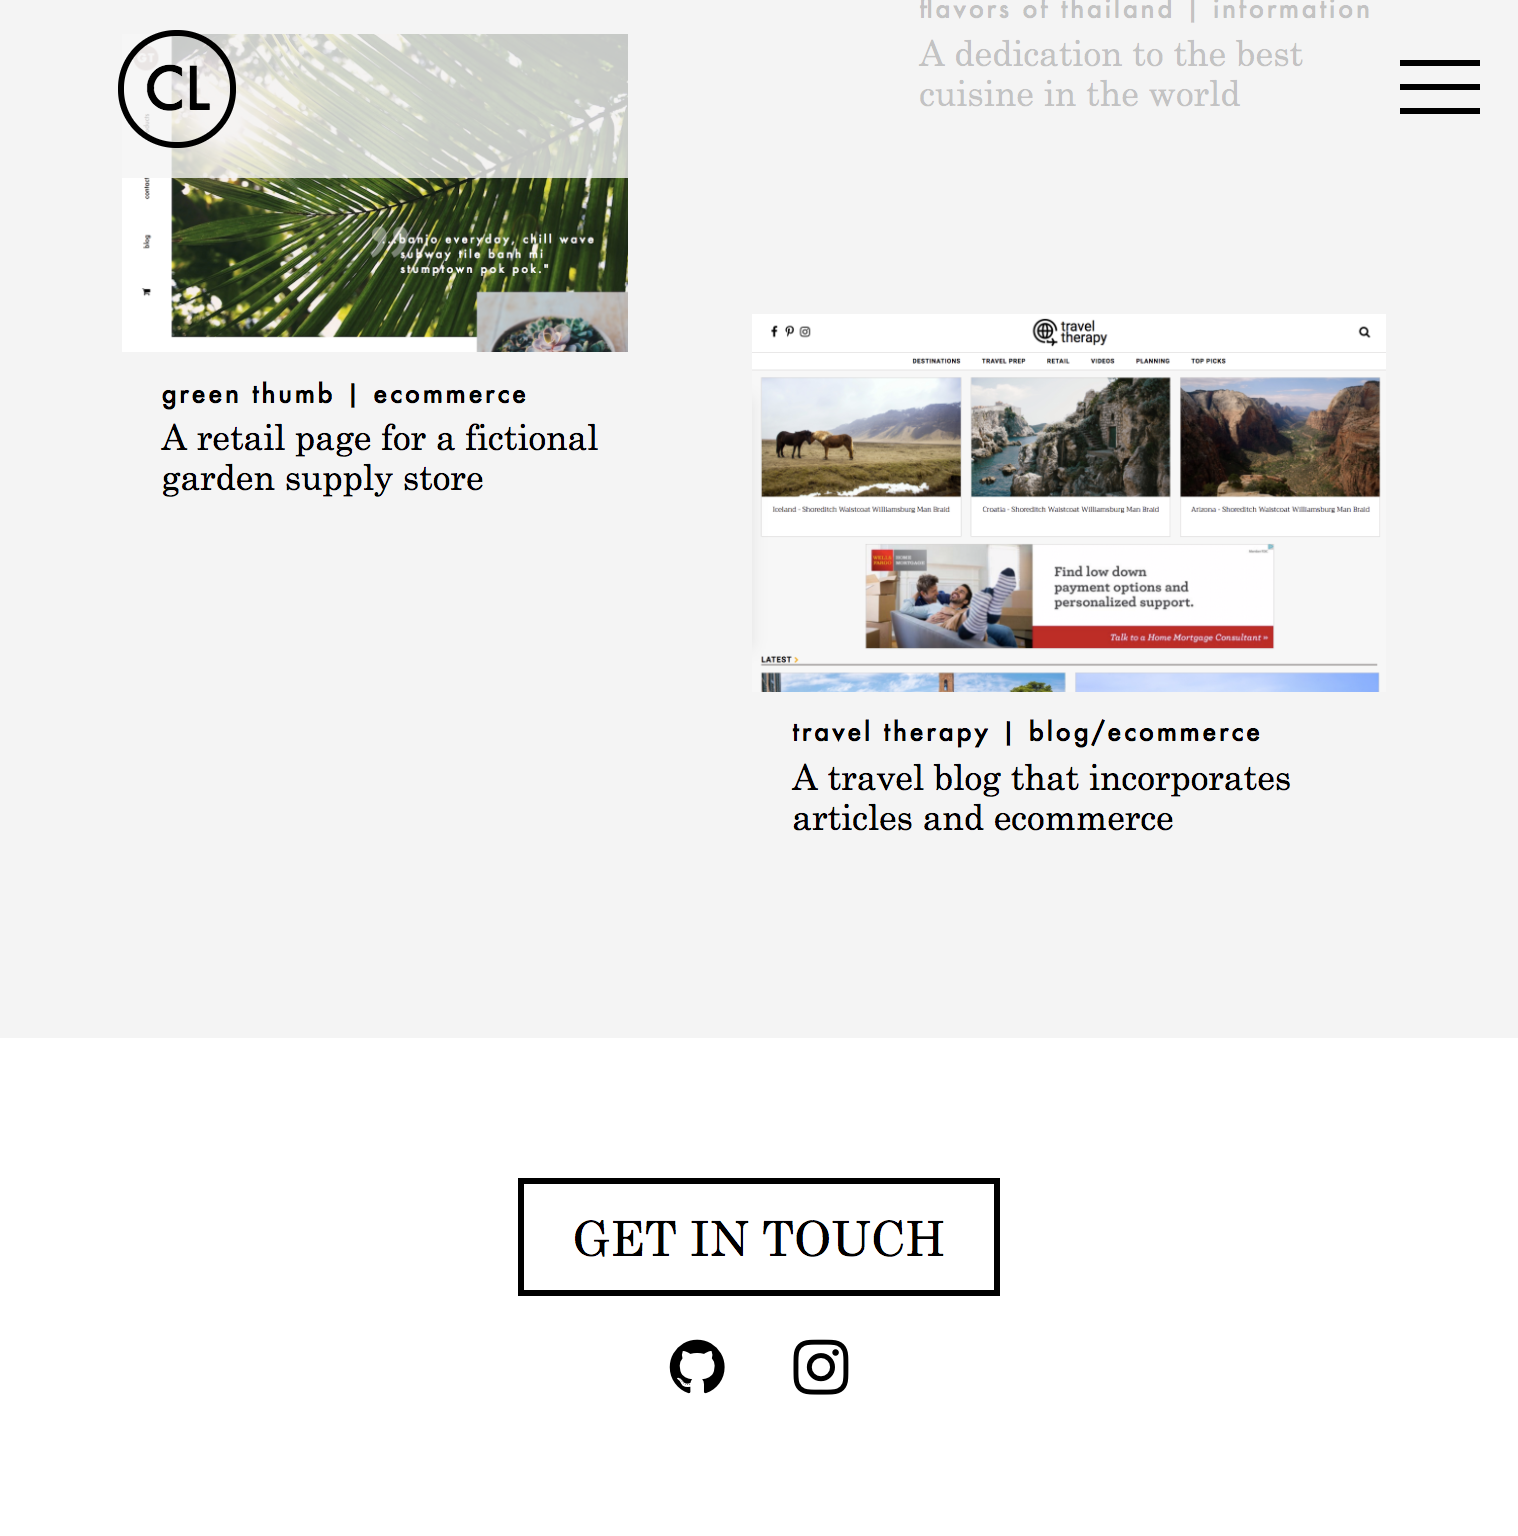 flavors of thailand | information
A dedication to the best
cuisine in the world
CL
contact
blog
...banjo everyday, chill wave
subway tile banh mi
stumptown pok pok."
green thumb | ecommerce
A retail page for a fictional
garden supply store
travel
therapy
DESTINATIONS TRAVEL PREP RETAIL VIDEOS PLANNING TOP PICKS
Iceland - Shoreditch Waistcoat Williamsburg Man Braid
Croatia - Shoreditch Waistcoat Williamsburg Man Braid
Arizona - Shoreditch Waistcoat Williamsburg Man Braid
WELLS
FARGO
HOME
MORTGAGE
Find low down
payment options and
personalized support.
Talk to a Home Mortgage Consultant »
LATEST >
travel therapy | blog/ecommerce
A travel blog that incorporates
articles and ecommerce
GET IN TOUCH